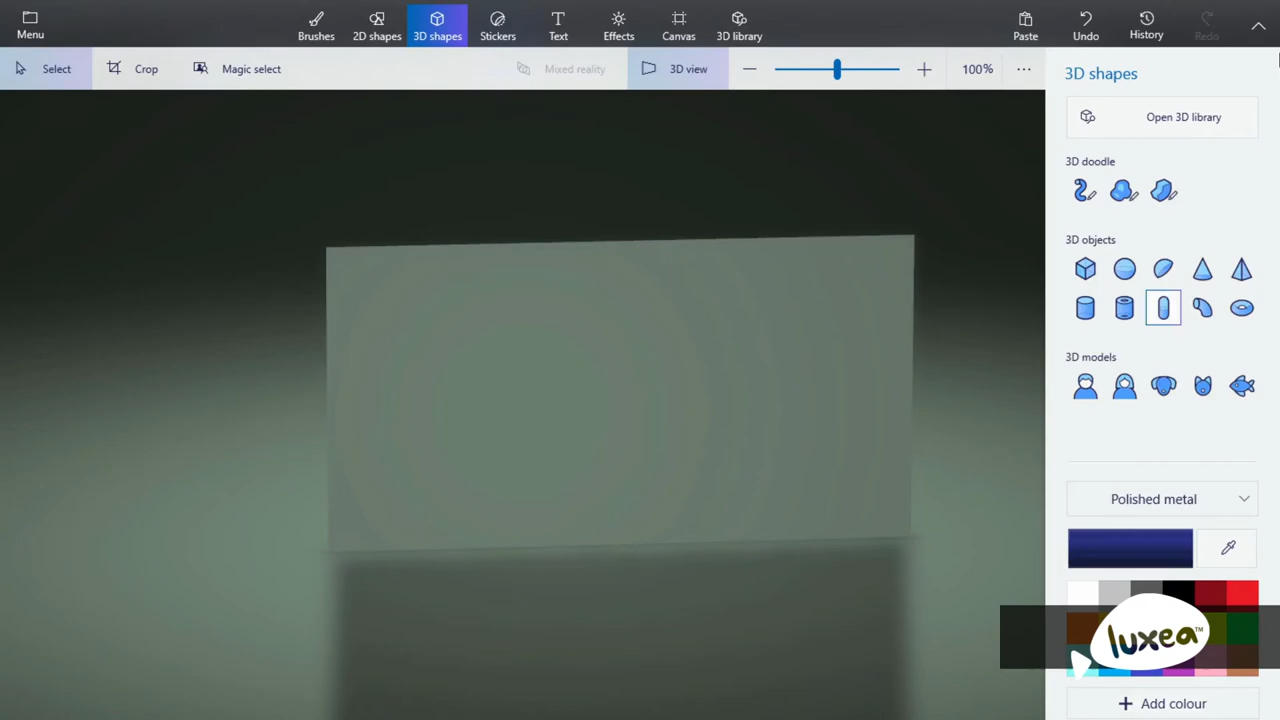 Menu
Brushes
2D shapes
3D shapes
Stickers
Text
Effects
Canvas
3D library
Paste
Undo
History
Redo
Select
Crop
Magic select
Mixed reality
3D view
100%
3D shapes
Open 3D library
3D doodle
3D objects
3D models
Polished metal
luxea™
Add colour